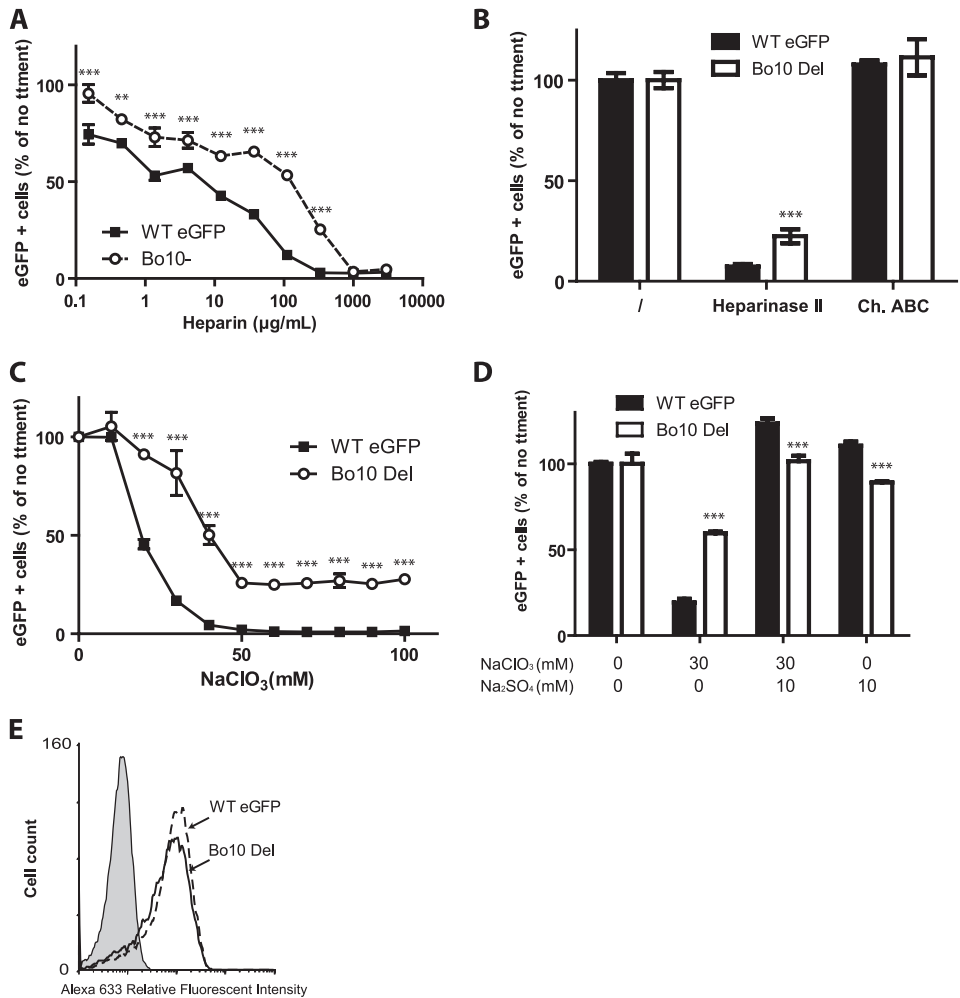 A
eGFP + cells (% of no ttment)
100
50
0
***
**
***
***
***
***
***
***
WT eGFP
Bo10-
0.1 1 10 100 1000 10000
Heparin (µg/mL)
B
eGFP + cells (% of no ttment)
100
50
0
WT eGFP
Bo10 Del
***
/ Heparinase II Ch. ABC
C
eGFP + cells (% of no ttment)
100
50
0
***
***
***
***
***
***
***
***
***
WT eGFP
Bo10 Del
0 50 100
NaClO₃(mM)
D
eGFP + cells (% of no ttment)
100
50
0
WT eGFP
Bo10 Del
***
***
***
NaClO₃(mM) 0 30 30 0
Na₂SO₄(mM) 0 0 10 10
E
Cell count
160
0
WT eGFP
Bo10 Del
Alexa 633 Relative Fluorescent Intensity